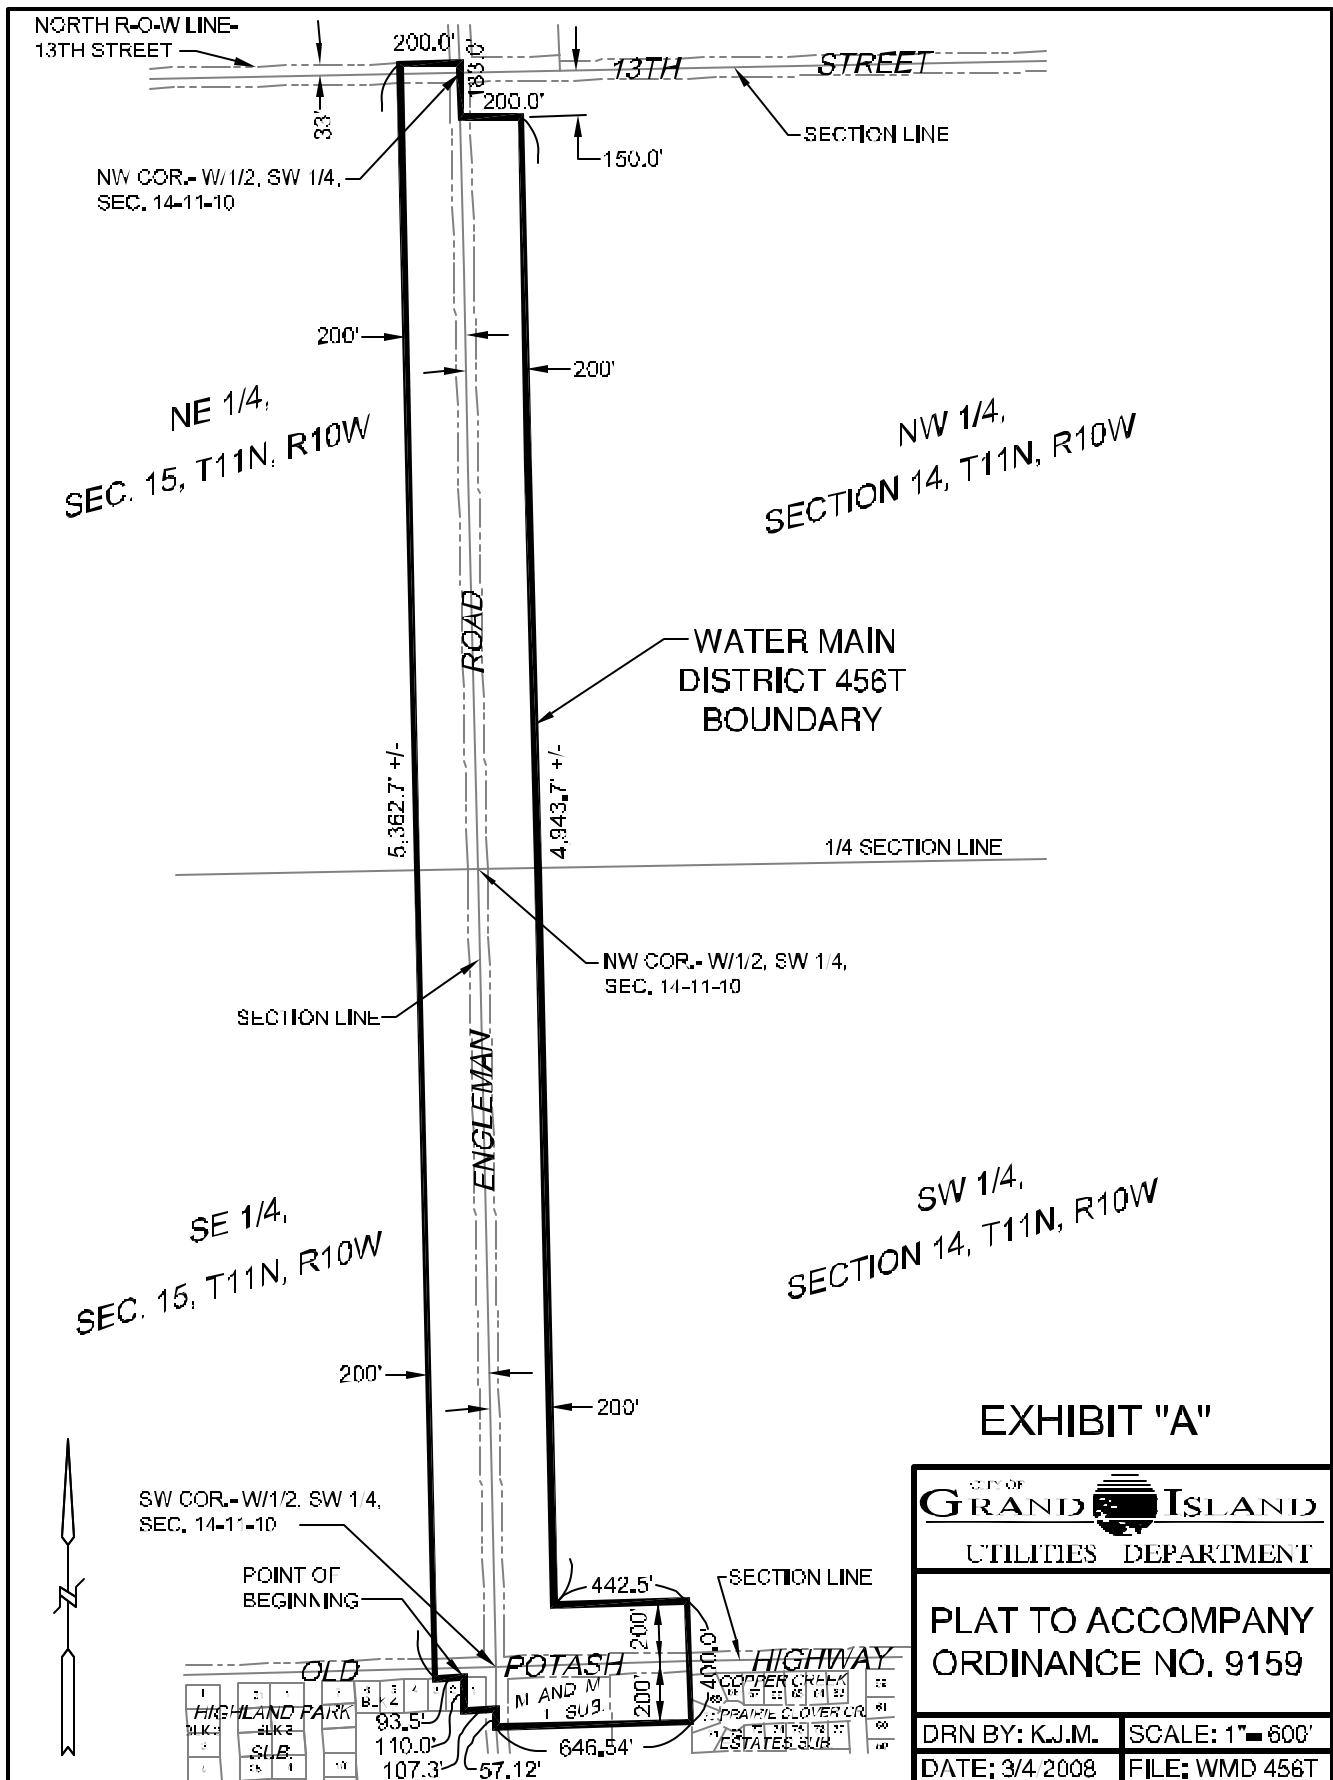 NORTH R-O-W LINE-
13TH STREET
200.0'
183.0'
13TH STREET
33'
200.0'
SECTION LINE
150.0'
NW COR.- W/1/2, SW 1/4,
SEC. 14-11-10
200'
200'
NE 1/4,
SEC. 15, T11N, R10W
NW 1/4,
SECTION 14, T11N, R10W
ROAD
WATER MAIN
DISTRICT 456T
BOUNDARY
5,362.7' +/-
4,943.7' +/-
1/4 SECTION LINE
NW COR.- W/1/2, SW 1/4,
SEC. 14-11-10
SECTION LINE
ENGLEMAN
SE 1/4,
SEC. 15, T11N, R10W
SW 1/4,
SECTION 14, T11N, R10W
200'
200'
EXHIBIT "A"
SW COR.- W/1/2, SW 1/4,
SEC. 14-11-10
POINT OF
BEGINNING
442.5'
SECTION LINE
200'
400.0'
200'
OLD POTASH HIGHWAY
M AND M
SUB.
HIGHLAND PARK
SUB.
BLK 2
COPPER CREEK
PRAIRIE CLOVER CR.
ESTATES SUB
93.5'
110.0'
107.3'
57.12'
646.54'
CITY OF
GRAND ISLAND
UTILITIES DEPARTMENT
PLAT TO ACCOMPANY
ORDINANCE NO. 9159
DRN BY: K.J.M.
SCALE: 1"=600'
DATE: 3/4/2008
FILE: WMD 456T